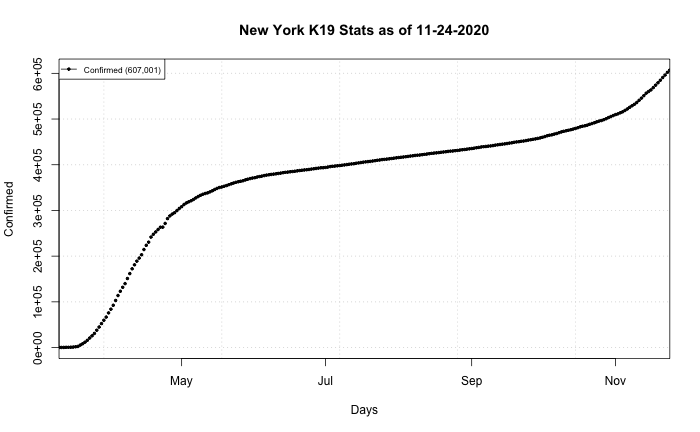 New York K19 Stats as of 11-24-2020
Confirmed (607,001)
6e+05
5e+05
4e+05
3e+05
2e+05
1e+05
0e+00
Confirmed
May Jul Sep Nov
Days